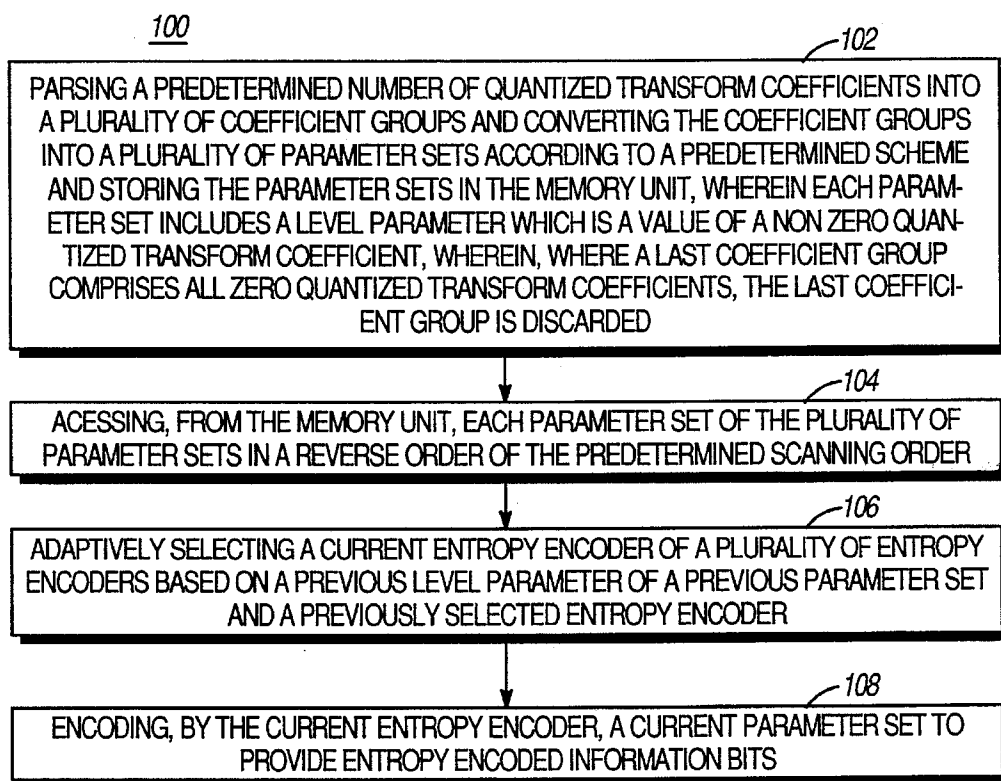 100
102
PARSING A PREDETERMINED NUMBER OF QUANTIZED TRANSFORM COEFFICIENTS INTO
A PLURALITY OF COEFFICIENT GROUPS AND CONVERTING THE COEFFICIENT GROUPS
INTO A PLURALITY OF PARAMETER SETS ACCORDING TO A PREDETERMINED SCHEME
AND STORING THE PARAMETER SETS IN THE MEMORY UNIT, WHEREIN EACH PARAM-
ETER SET INCLUDES A LEVEL PARAMETER WHICH IS A VALUE OF A NON ZERO QUAN-
TIZED TRANSFORM COEFFICIENT, WHEREIN, WHERE A LAST COEFFICIENT GROUP
COMPRISES ALL ZERO QUANTIZED TRANSFORM COEFFICIENTS, THE LAST COEFFICI-
ENT GROUP IS DISCARDED
104
ACESSING, FROM THE MEMORY UNIT, EACH PARAMETER SET OF THE PLURALITY OF
PARAMETER SETS IN A REVERSE ORDER OF THE PREDETERMINED SCANNING ORDER
106
ADAPTIVELY SELECTING A CURRENT ENTROPY ENCODER OF A PLURALITY OF ENTROPY
ENCODERS BASED ON A PREVIOUS LEVEL PARAMETER OF A PREVIOUS PARAMETER SET
AND A PREVIOUSLY SELECTED ENTROPY ENCODER
108
ENCODING, BY THE CURRENT ENTROPY ENCODER, A CURRENT PARAMETER SET TO
PROVIDE ENTROPY ENCODED INFORMATION BITS